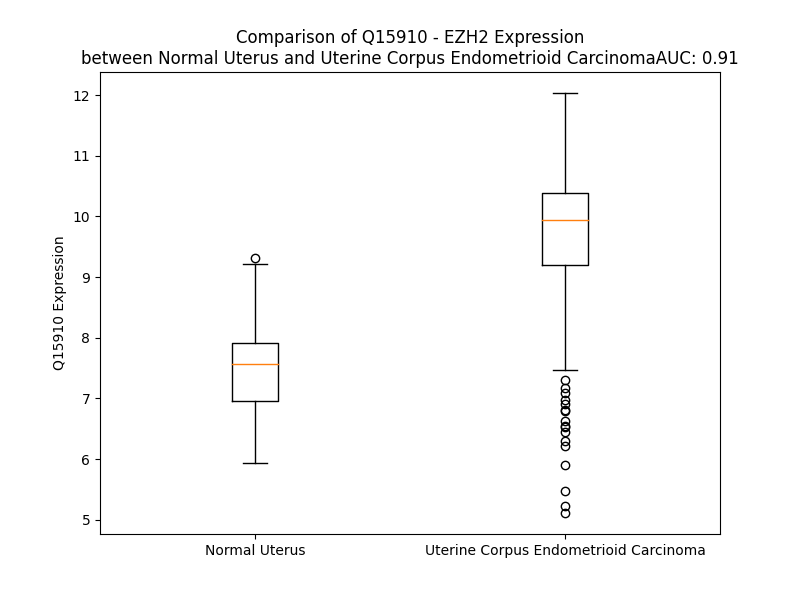 Comparison of Q15910 - EZH2 Expression
between Normal Uterus and Uterine Corpus Endometrioid CarcinomaAUC: 0.91
12
11
10
9
8
7
6
5
Q15910 Expression
Normal Uterus
Uterine Corpus Endometrioid Carcinoma